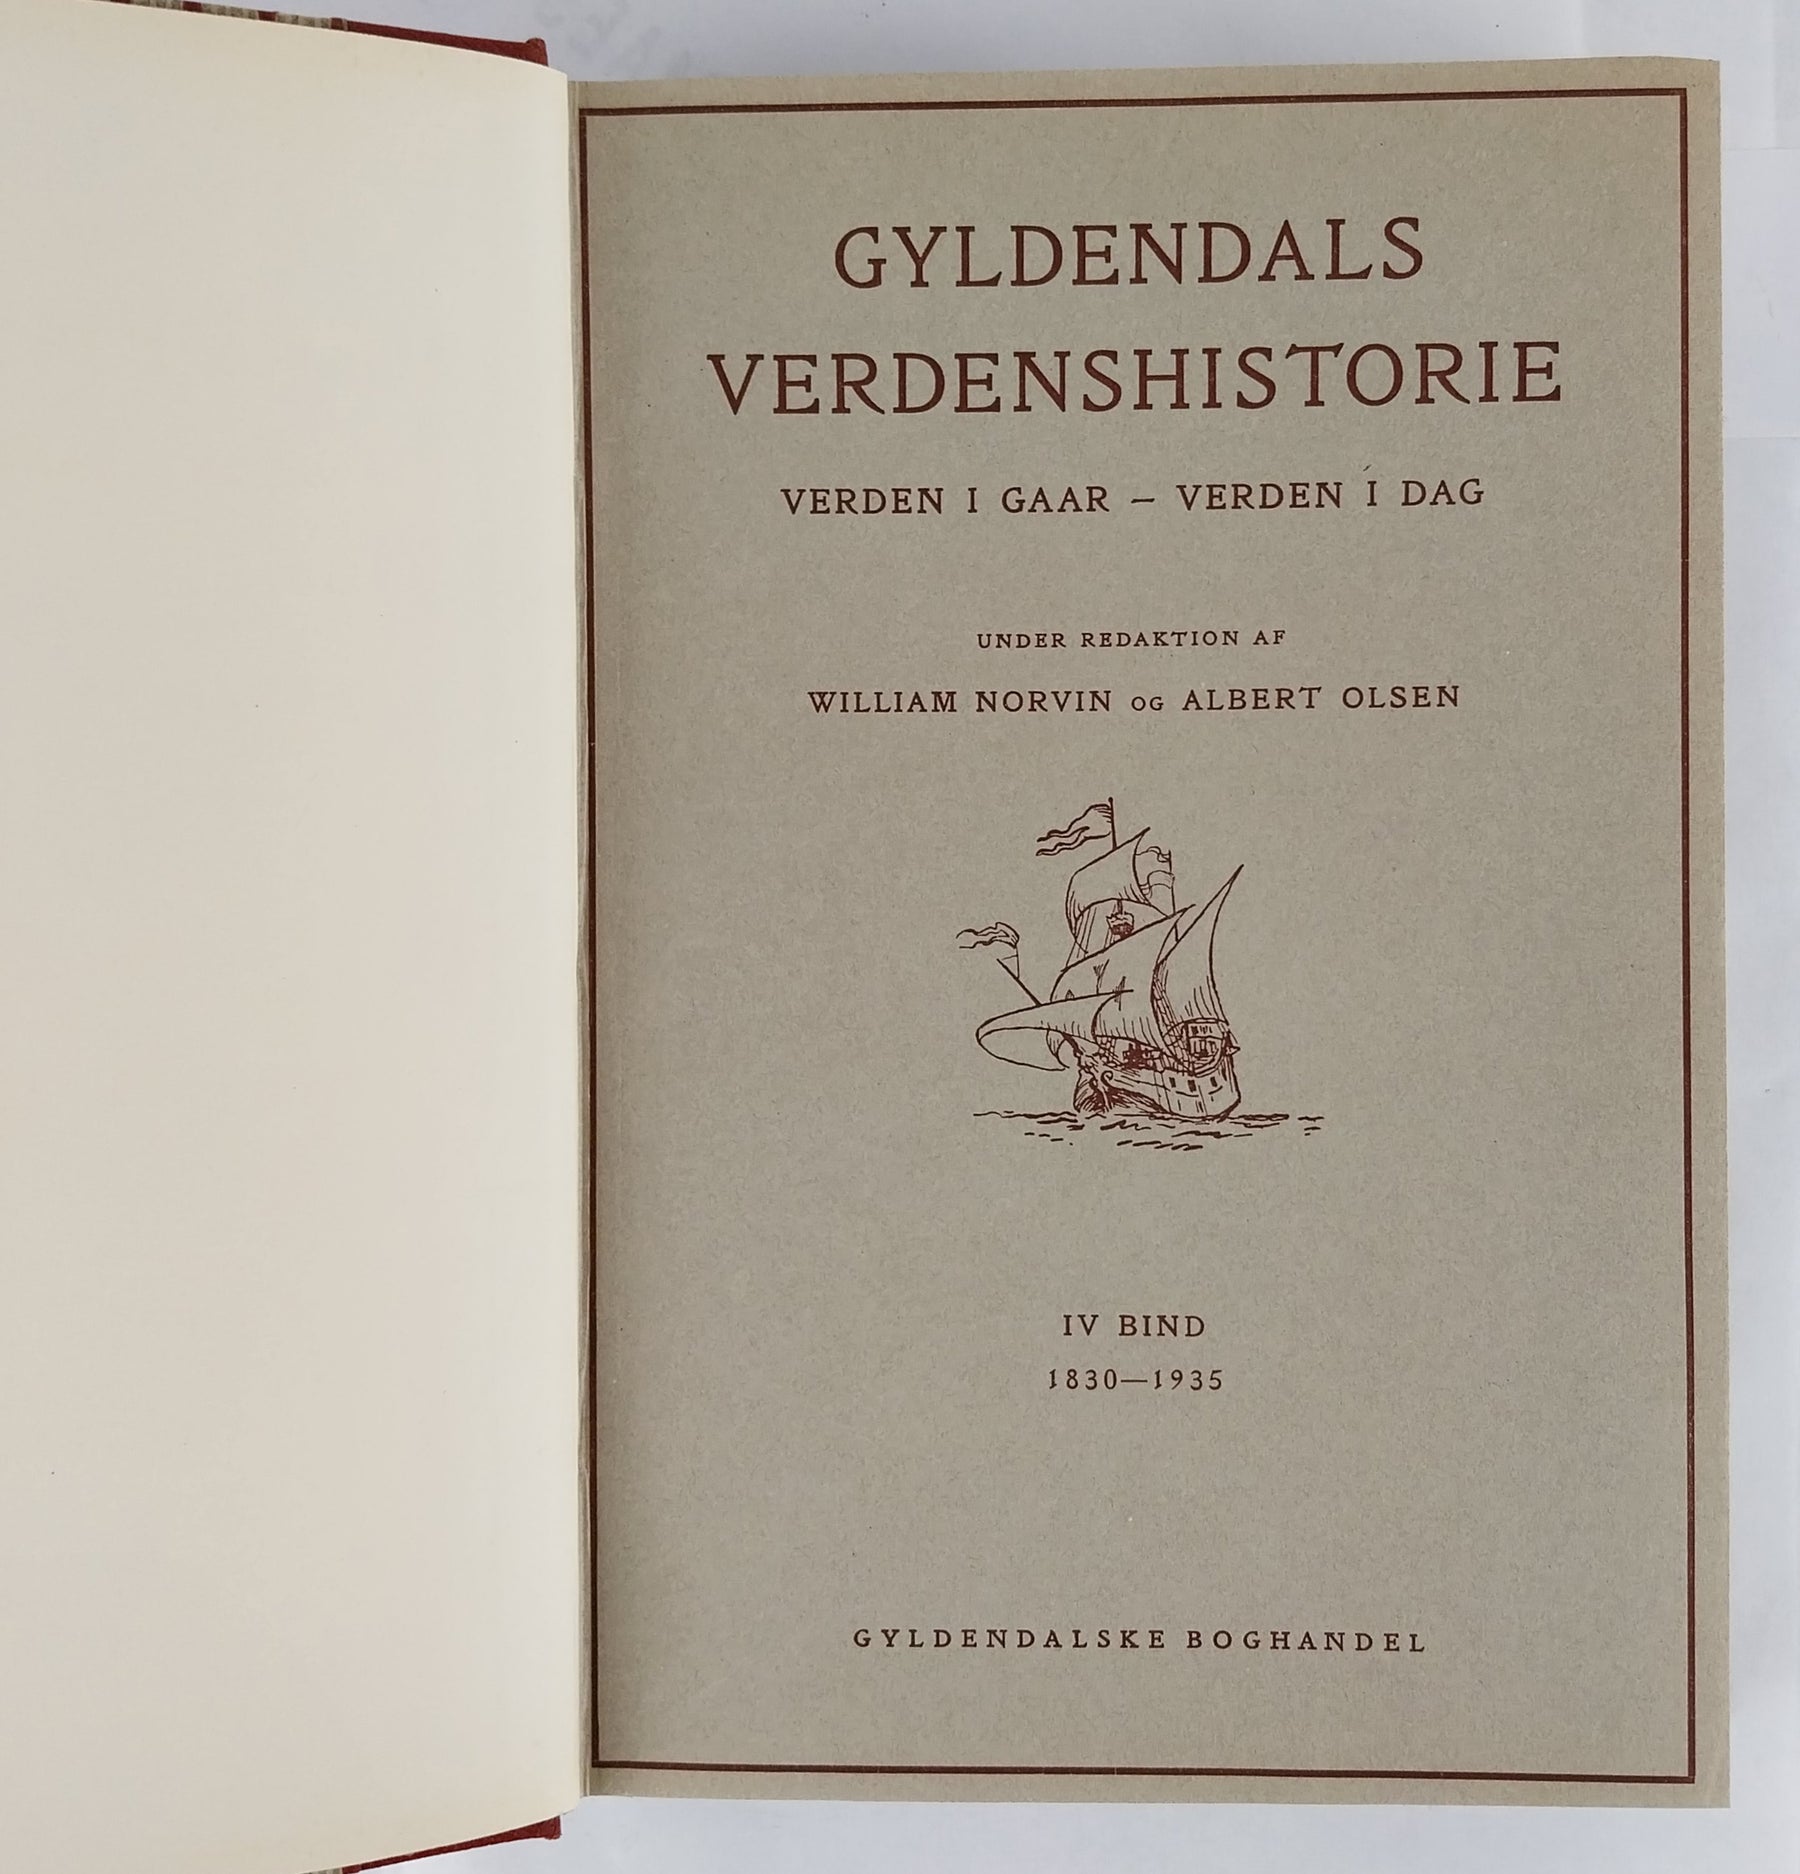 GYLDENDALS
VERDENSHISTORIE
VERDEN I GAAR – VERDEN I DAG
UNDER REDAKTION AF
WILLIAM NORVIN OG ALBERT OLSEN
IV BIND
1830—1935
GYLDENDALSKE BOGHANDEL